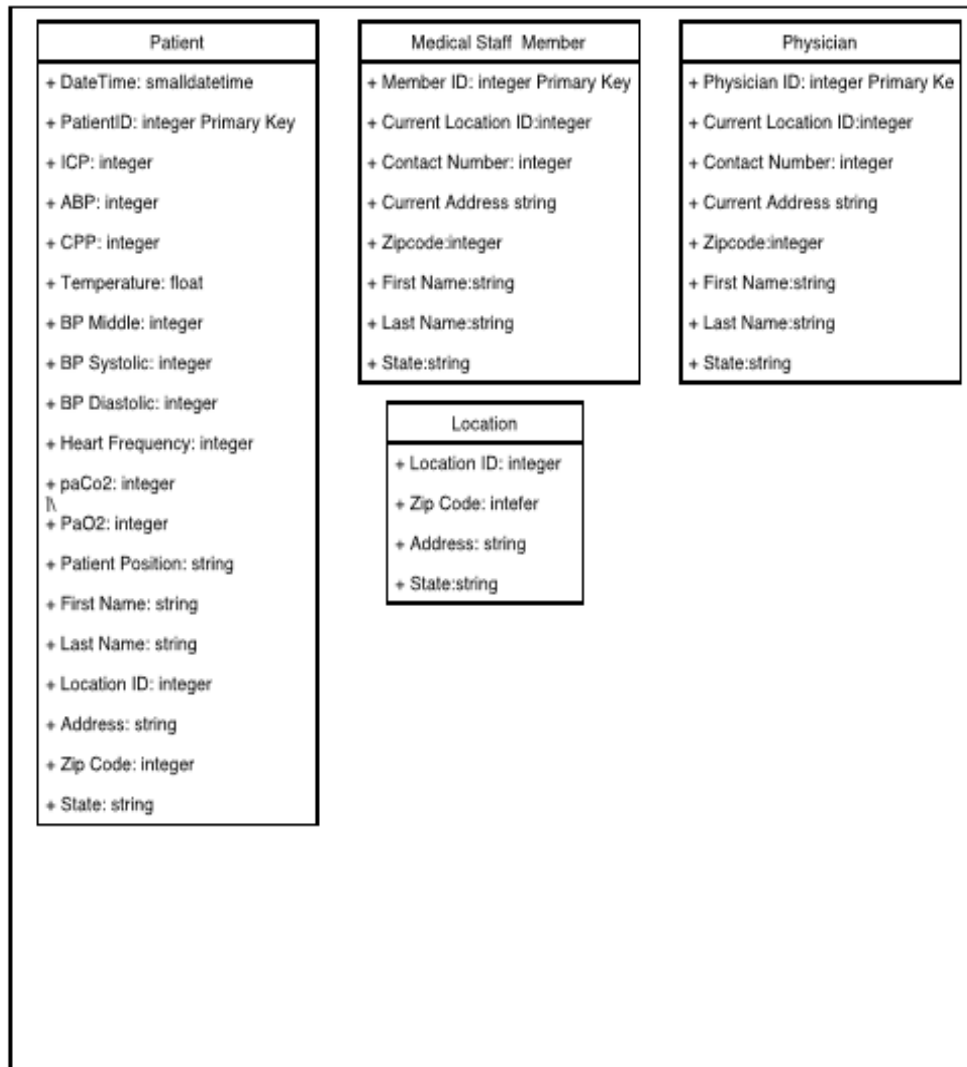 Patient
+ DateTime: smalldatetime
+ PatientID: integer Primary Key
+ ICP: integer
+ ABP: integer
+ CPP: integer
+ Temperature: float
+ BP Middle: integer
+ BP Systolic: integer
+ BP Diastolic: integer
+ Heart Frequency: integer
+ paCo2: integer
+ PaO2: integer
+ Patient Position: string
+ First Name: string
+ Last Name: string
+ Location ID: integer
+ Address: string
+ Zip Code: integer
+ State: string
Medical Staff Member
+ Member ID: integer Primary Key
+ Current Location ID:integer
+ Contact Number: integer
+ Current Address string
+ Zipcode:integer
+ First Name:string
+ Last Name:string
+ State:string
Location
+ Location ID: integer
+ Zip Code: intefer
+ Address: string
+ State:string
Physician
+ Physician ID: integer Primary Ke
+ Current Location ID:integer
+ Contact Number: integer
+ Current Address string
+ Zipcode:integer
+ First Name:string
+ Last Name:string
+ State:string